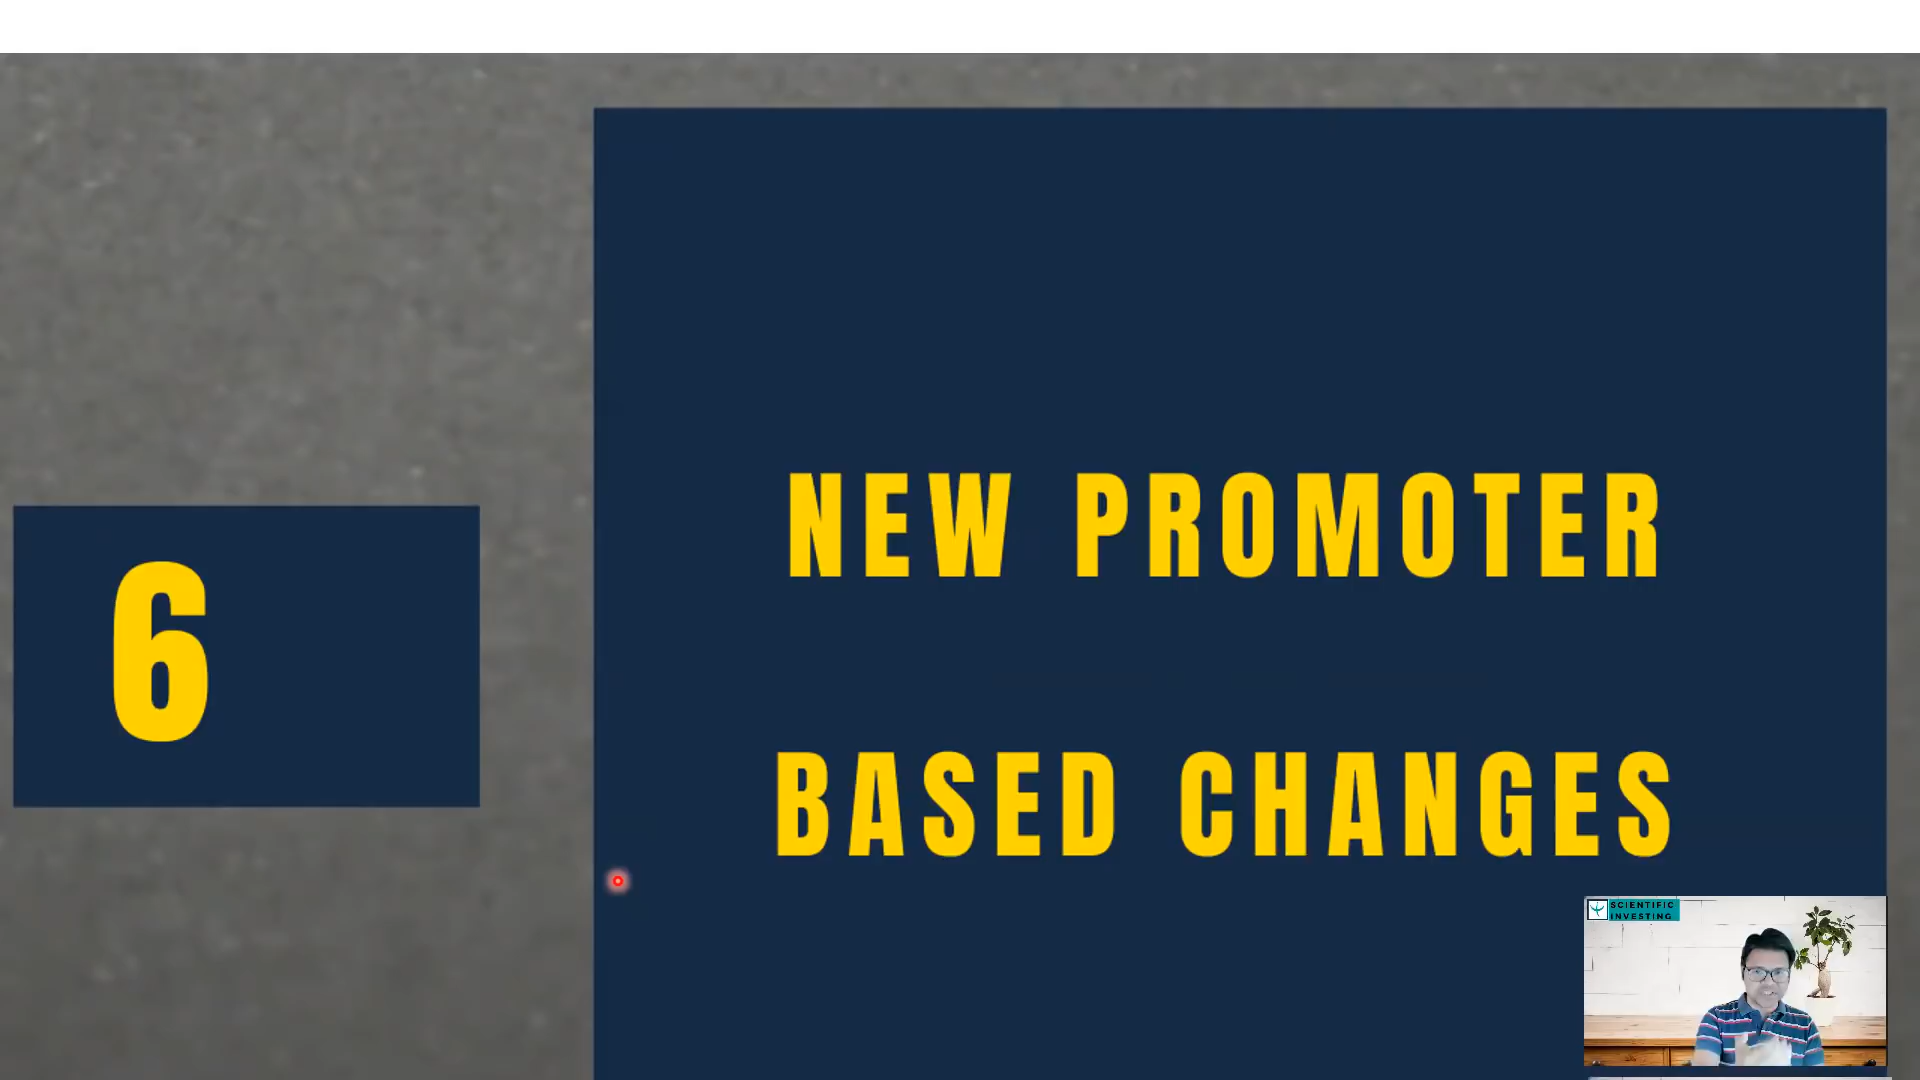 6
NEW PROMOTER
BASED CHANGES
SCIENTIFIC
INVESTING